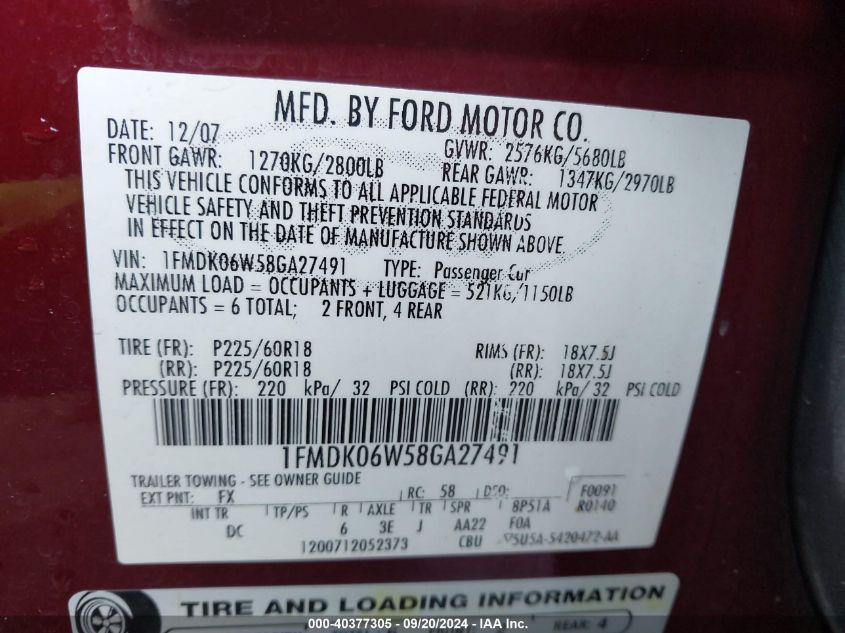 MFD. BY FORD MOTOR CO.
DATE: 12/07 GVWR: 2576KG/5680LB
FRONT GAWR: 1270KG/2800LB REAR GAWR: 1347KG/2970LB
THIS VEHICLE CONFORMS TO ALL APPLICABLE FEDERAL MOTOR
VEHICLE SAFETY AND THEFT PREVENTION STANDARDS
IN EFFECT ON THE DATE OF MANUFACTURE SHOWN ABOVE
VIN: 1FMDK06W58GA27491 TYPE: Passenger Car
MAXIMUM LOAD = OCCUPANTS + LUGGAGE = 521KG/1150LB
OCCUPANTS = 6 TOTAL; 2 FRONT, 4 REAR
TIRE (FR): P225/60R18 RIMS (FR): 18X7.5J
(RR): P225/60R18 (RR): 18X7.5J
PRESSURE (FR): 220 kPa/ 32 PSI COLD (RR): 220 kPa/ 32 PSI COLD
1FMDK06W58GA27491
TRAILER TOWING - SEE OWNER GUIDE
EXT PNT: FX RC: 58 DSO: F0091
INT TR TP/PS R AXLE TR SPR 8P51A R0140
DC 6 3E J AA22 F0A
1200712052373 CBU 5U5A-5420472-AA
TIRE AND LOADING INFORMATION
REAR: 4
000-40377305 - 09/20/2024 - IAA, Inc.